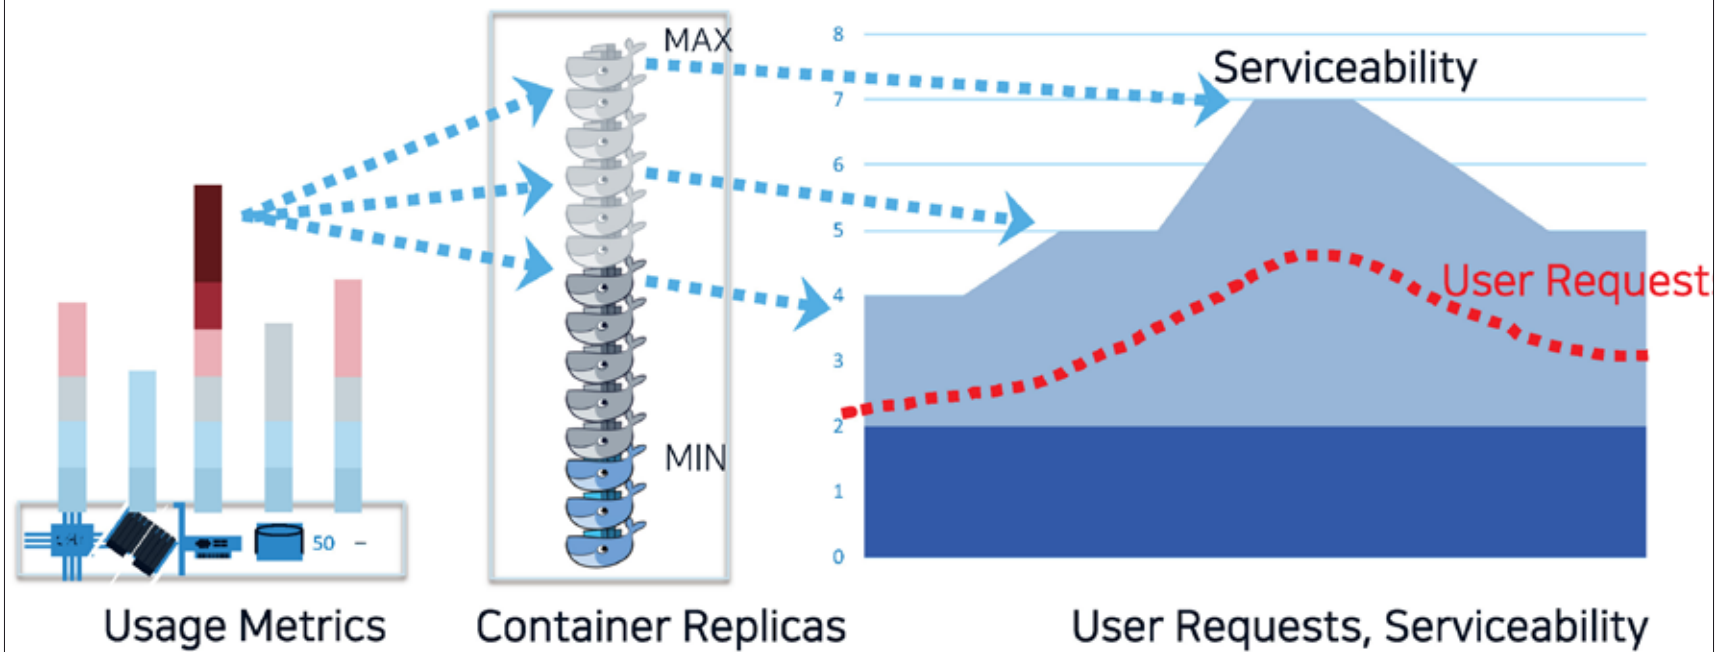 MAX
MIN
8
7
6
5
4
3
2
1
0
Serviceability
User Request
50 –
Usage Metrics
Container Replicas
User Requests, Serviceability